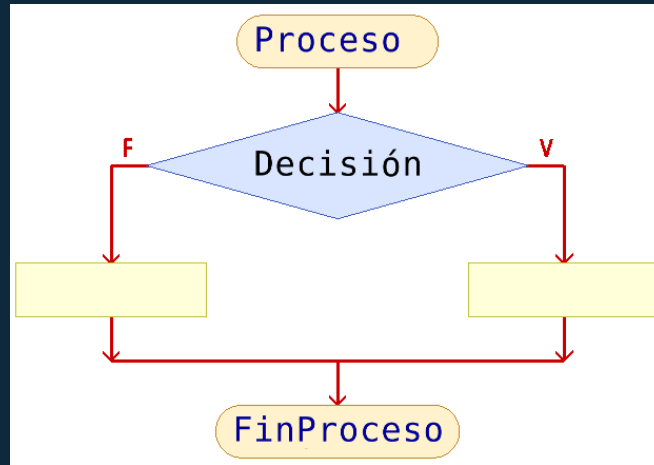 Proceso
F
V
Decisión
FinProceso